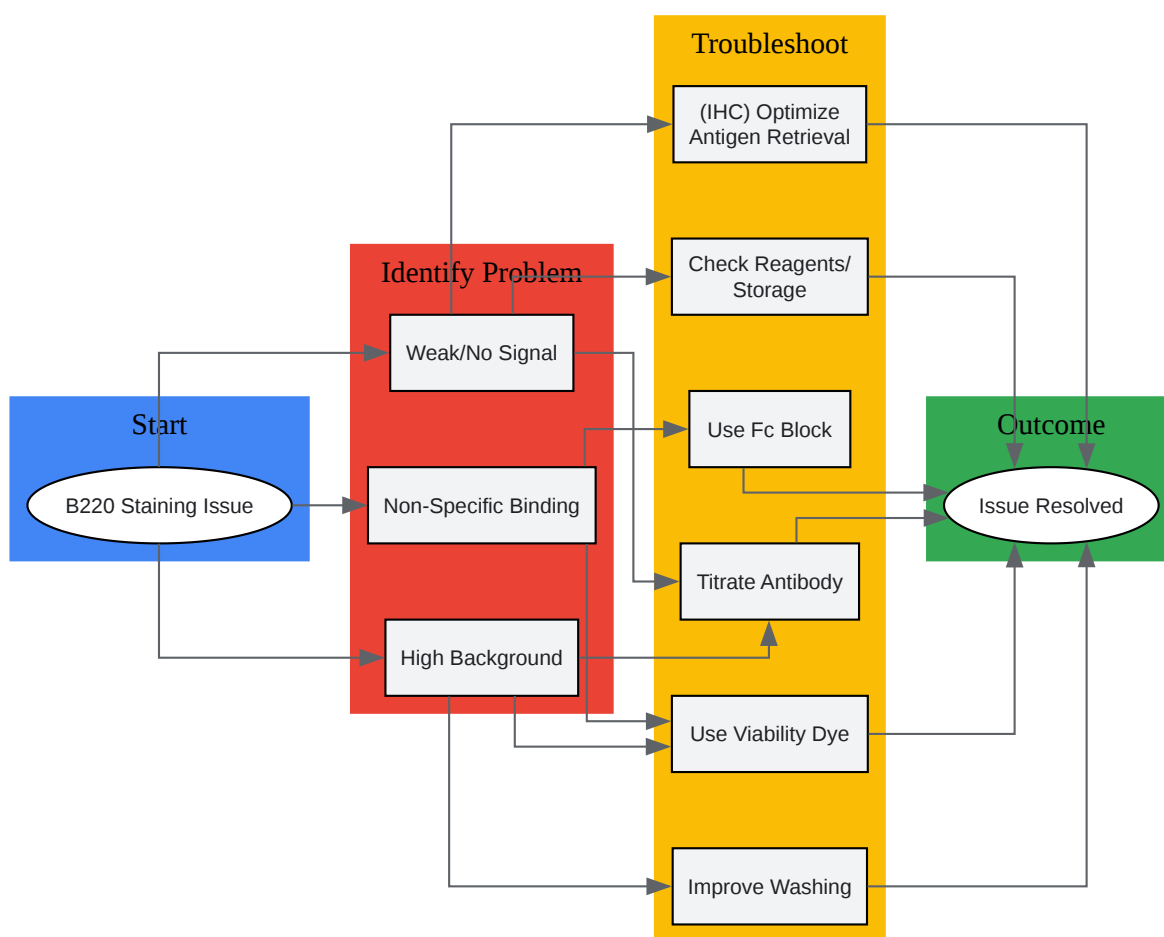 Start
B220 Staining Issue
Identify Problem
Weak/No Signal
Non-Specific Binding
High Background
Troubleshoot
(IHC) Optimize
Antigen Retrieval
Check Reagents/
Storage
Use Fc Block
Titrate Antibody
Use Viability Dye
Improve Washing
Outcome
Issue Resolved